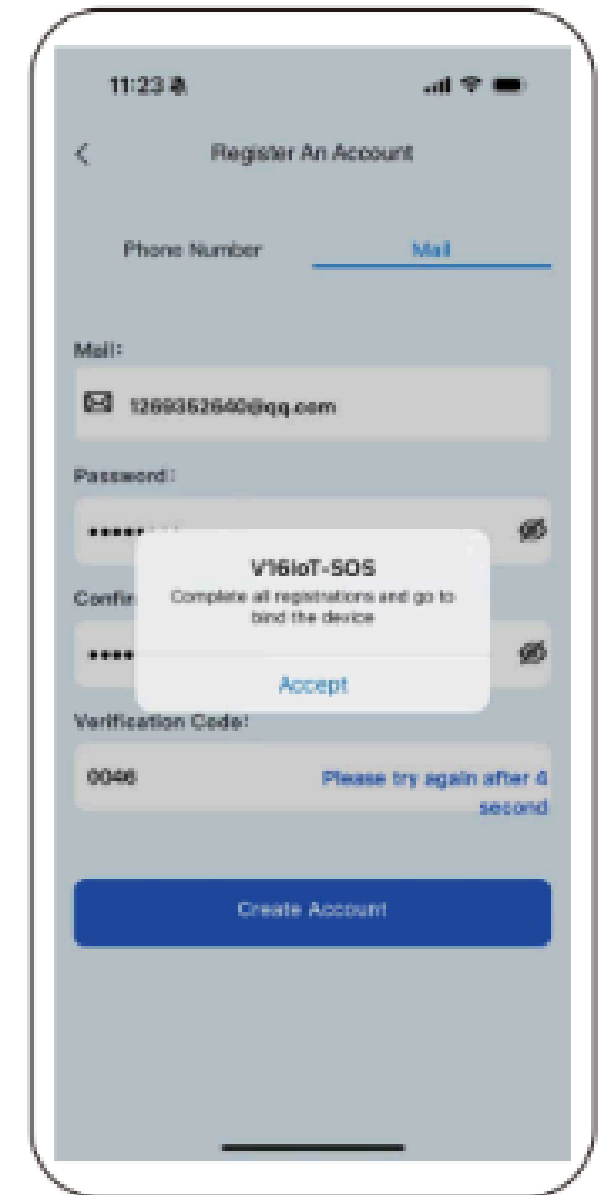 11:23
Register An Account
Phone Number
Mail
Mail:
1269352640@qq.com
Password:
V16IoT-SOS
Complete all registrations and go to
bind the device
Confir
Accept
Verification Code:
0046
Please try again after 4
second
Create Account